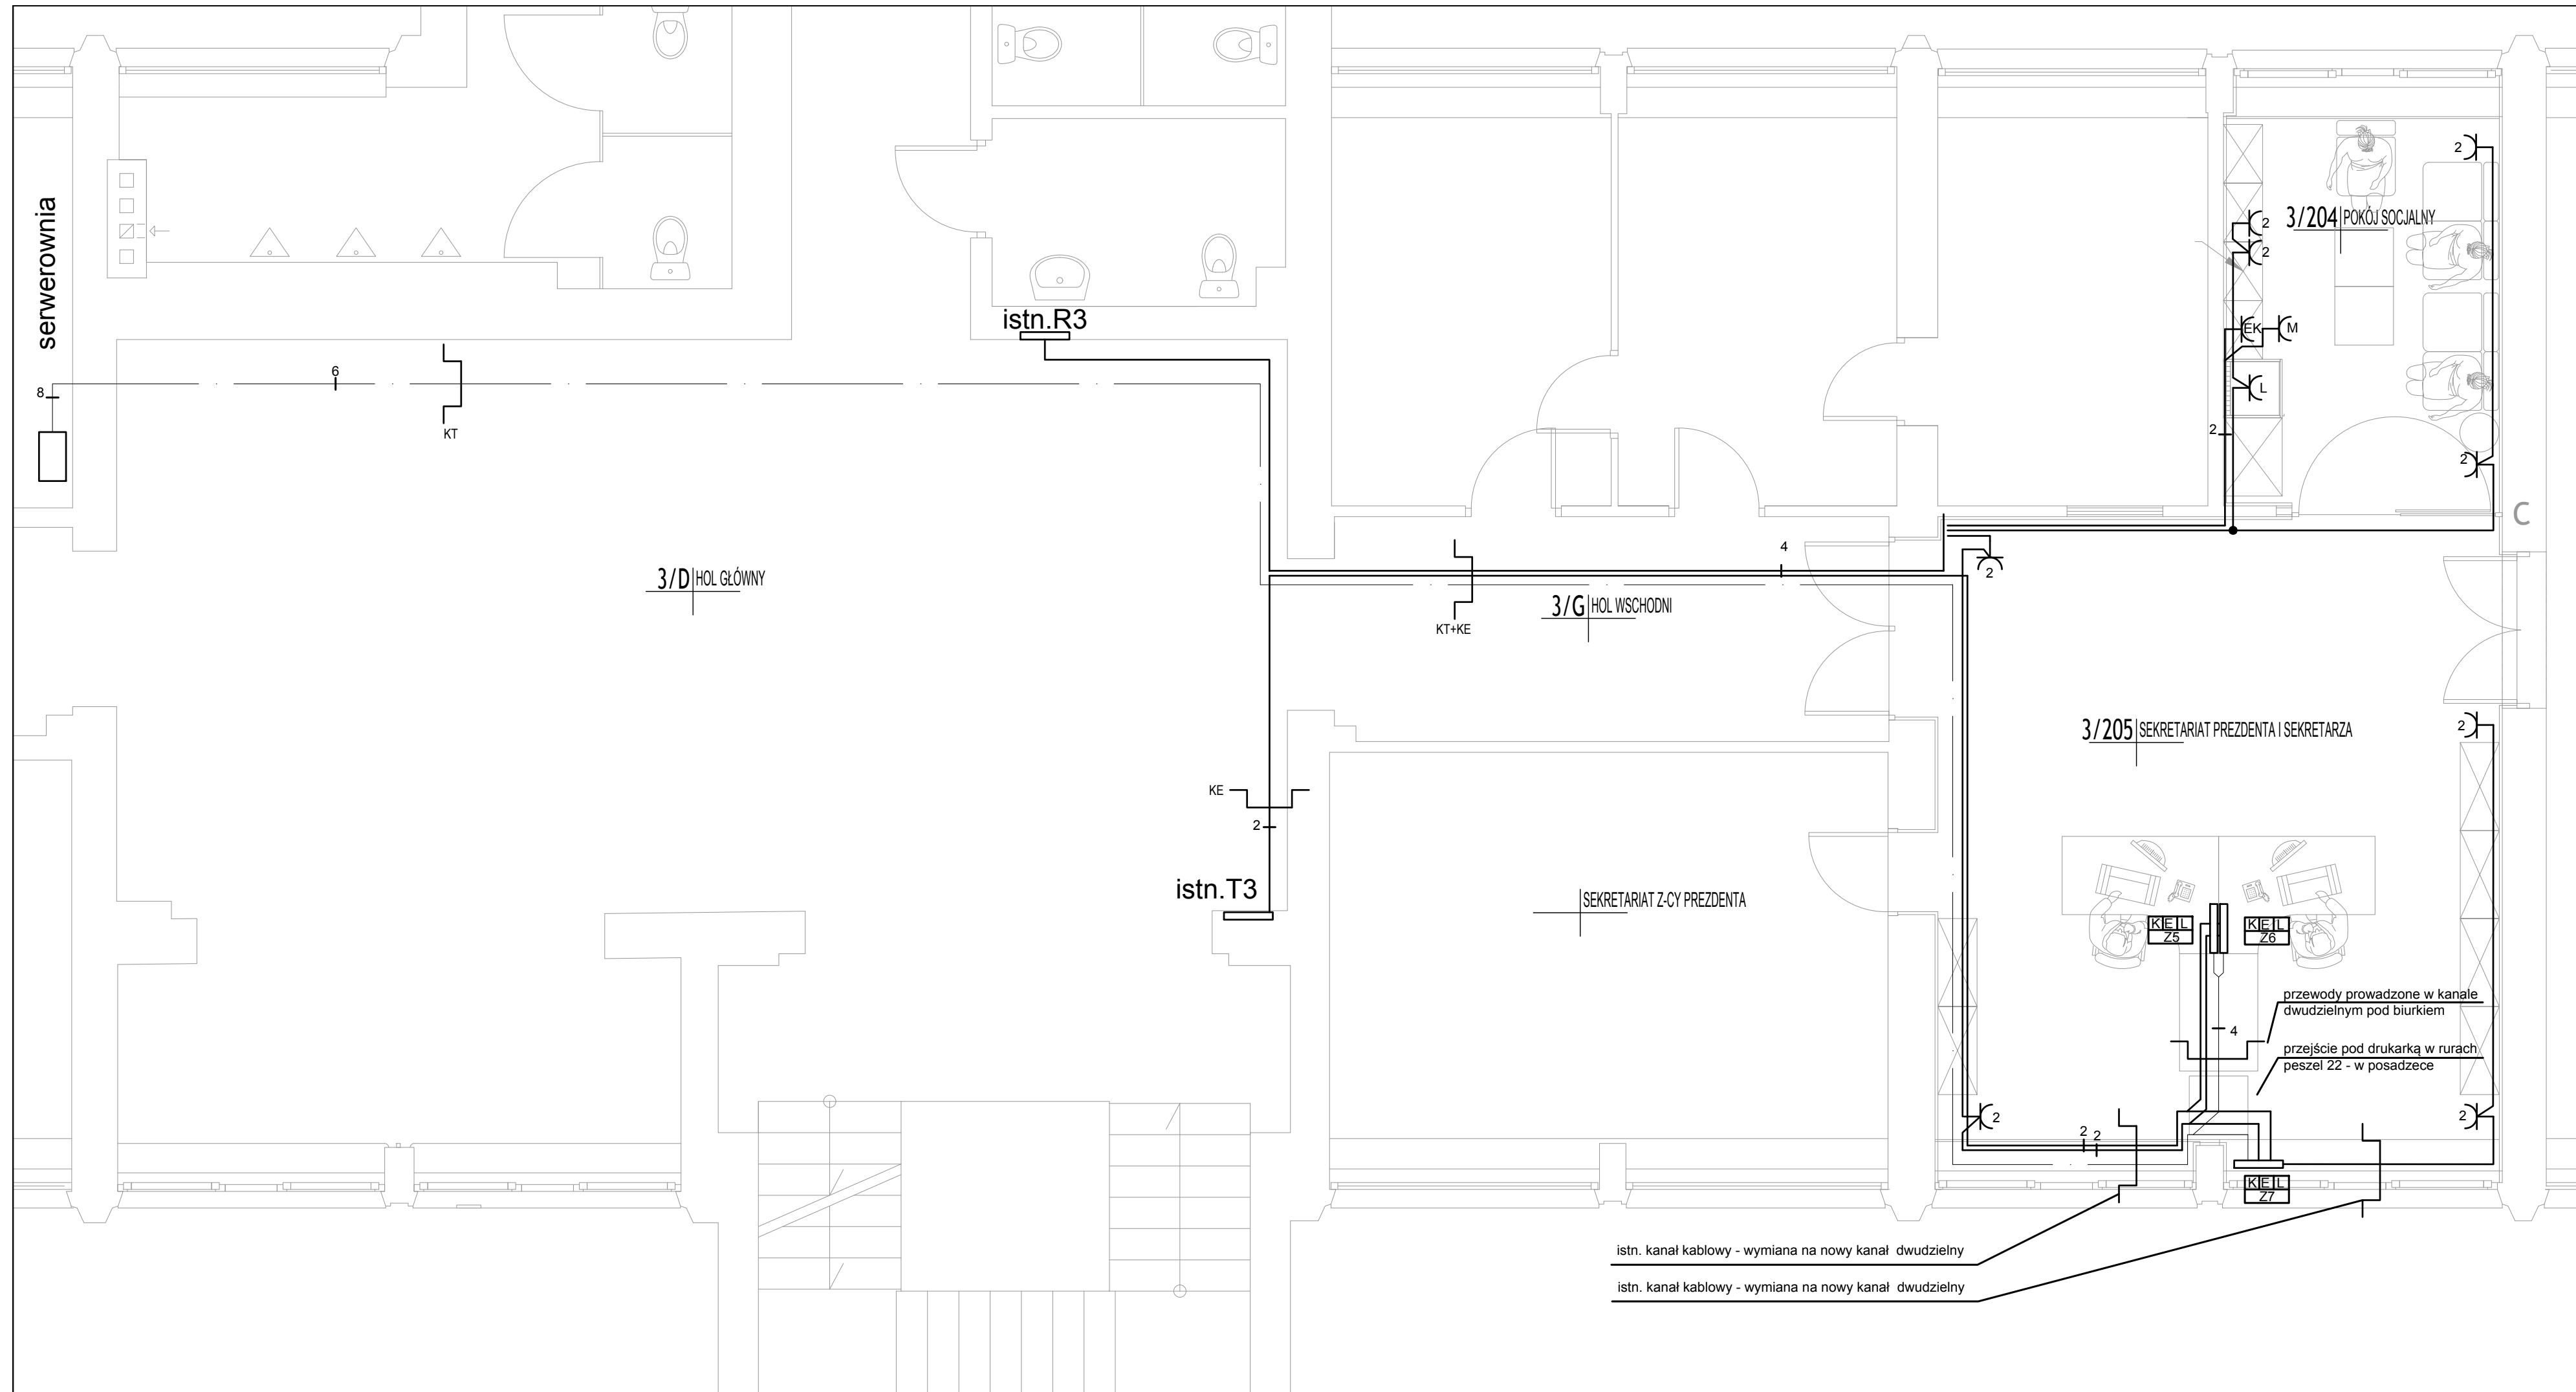 serwerownia
istn.R3
8
6
KT
3/D HOL GŁÓWNY
KE
2
istn.T3
KT+KE
4
3/G HOL WSCHODNI
SEKRETARIAT Z-CY PREZDENTA
3/204 POKÓJ SOCJALNY
2
2
2
EK
M
L
2
2
C
2
3/205 SEKRETARIAT PREZDENTA I SEKRETARZA
2
K E L
Z5
K E L
Z6
przewody prowadzone w kanale
dwudzielnym pod biurkiem
4
przejście pod drukarką w rurach
peszel 22 - w posadzece
2
2
2
2
K E L
Z7
istn. kanał kablowy - wymiana na nowy kanał dwudzielny
istn. kanał kablowy - wymiana na nowy kanał dwudzielny